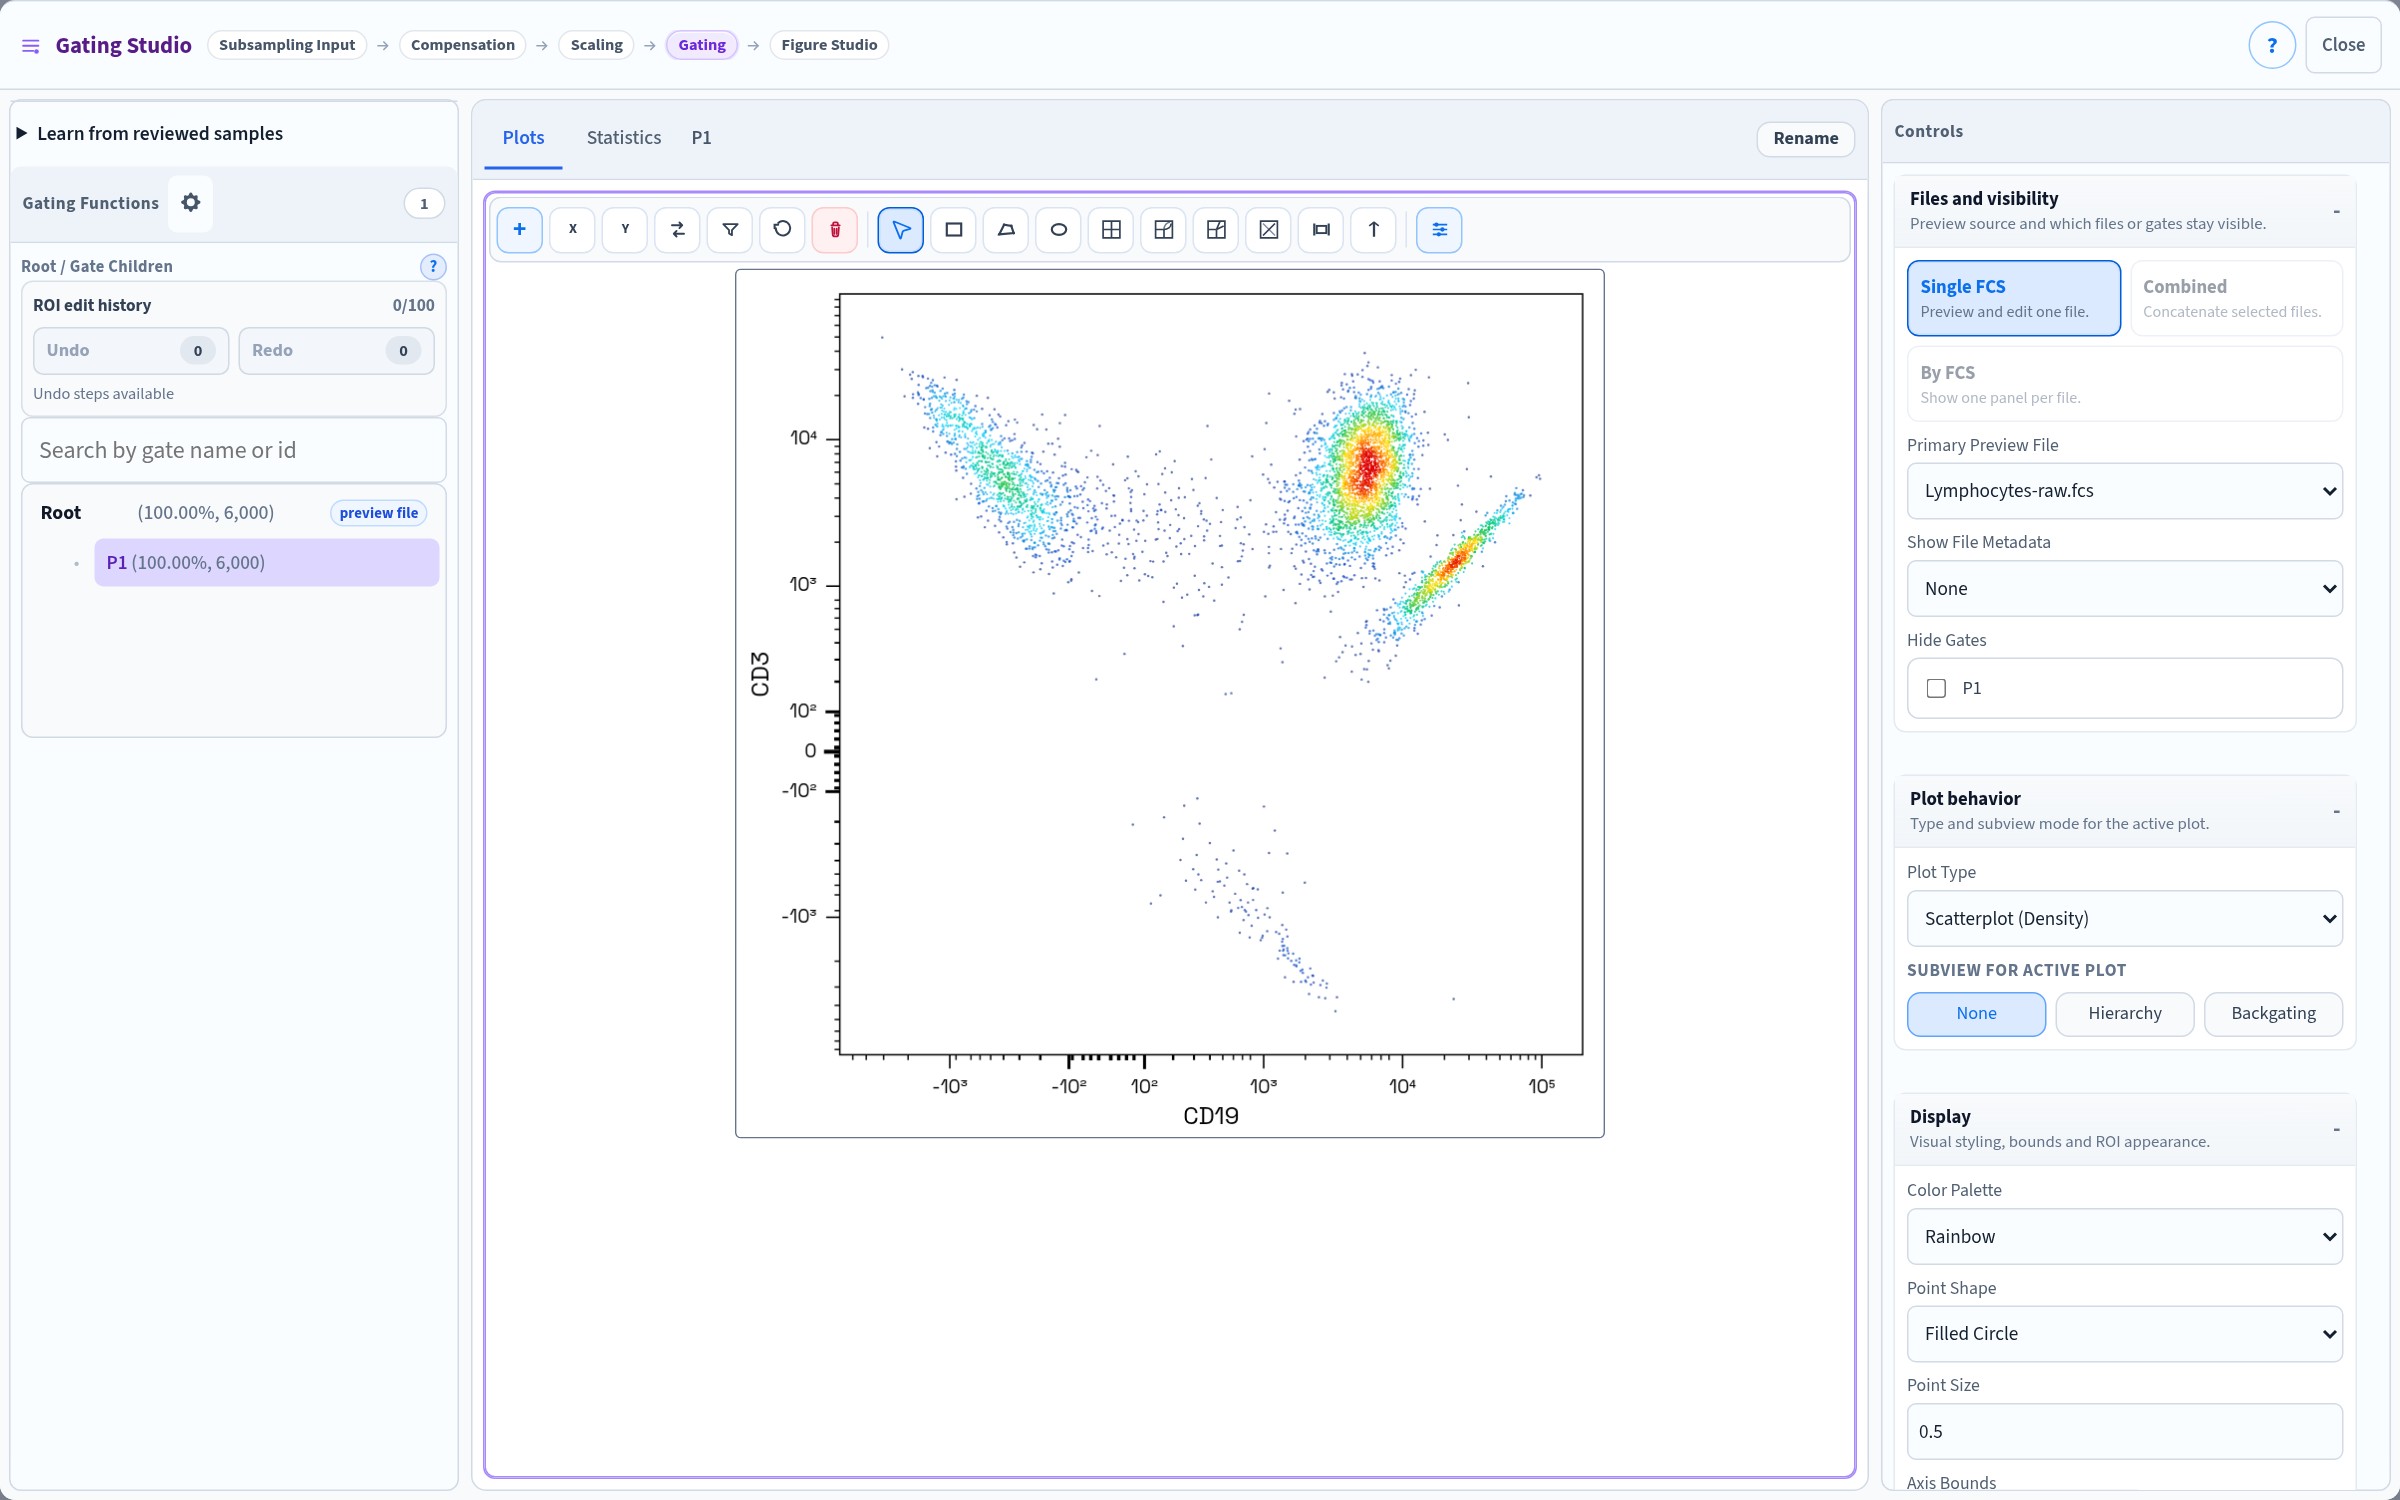 Gating Studio
Subsampling Input → Compensation → Scaling → Gating → Figure Studio
?
Close
Learn from reviewed samples
Gating Functions
1
Root / Gate Children
?
ROI edit history
0/100
Undo 0
Redo 0
Undo steps available
Search by gate name or id
Root (100.00%, 6,000) preview file
P1 (100.00%, 6,000)
Plots
Statistics
P1
Rename
X
Y
10⁴
10³
10²
0
-10²
-10³
CD3
-10³ -10² 10² 10³ 10⁴ 10⁵
CD19
Controls
Files and visibility
Preview source and which files or gates stay visible.
-
Single FCS
Preview and edit one file.
Combined
Concatenate selected files.
By FCS
Show one panel per file.
Primary Preview File
Lymphocytes-raw.fcs
Show File Metadata
None
Hide Gates
P1
Plot behavior
Type and subview mode for the active plot.
-
Plot Type
Scatterplot (Density)
SUBVIEW FOR ACTIVE PLOT
None
Hierarchy
Backgating
Display
Visual styling, bounds and ROI appearance.
-
Color Palette
Rainbow
Point Shape
Filled Circle
Point Size
0.5
Axis Bounds